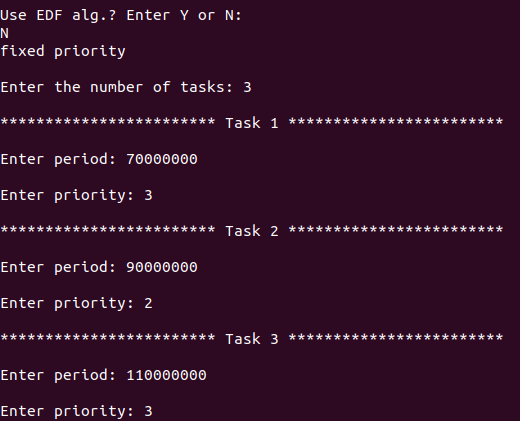 Use EDF alg.? Enter Y or N:
N
fixed priority
Enter the number of tasks: 3
************************ Task 1 ************************
Enter period: 70000000
Enter priority: 3
************************ Task 2 ************************
Enter period: 90000000
Enter priority: 2
************************ Task 3 ************************
Enter period: 110000000
Enter priority: 3